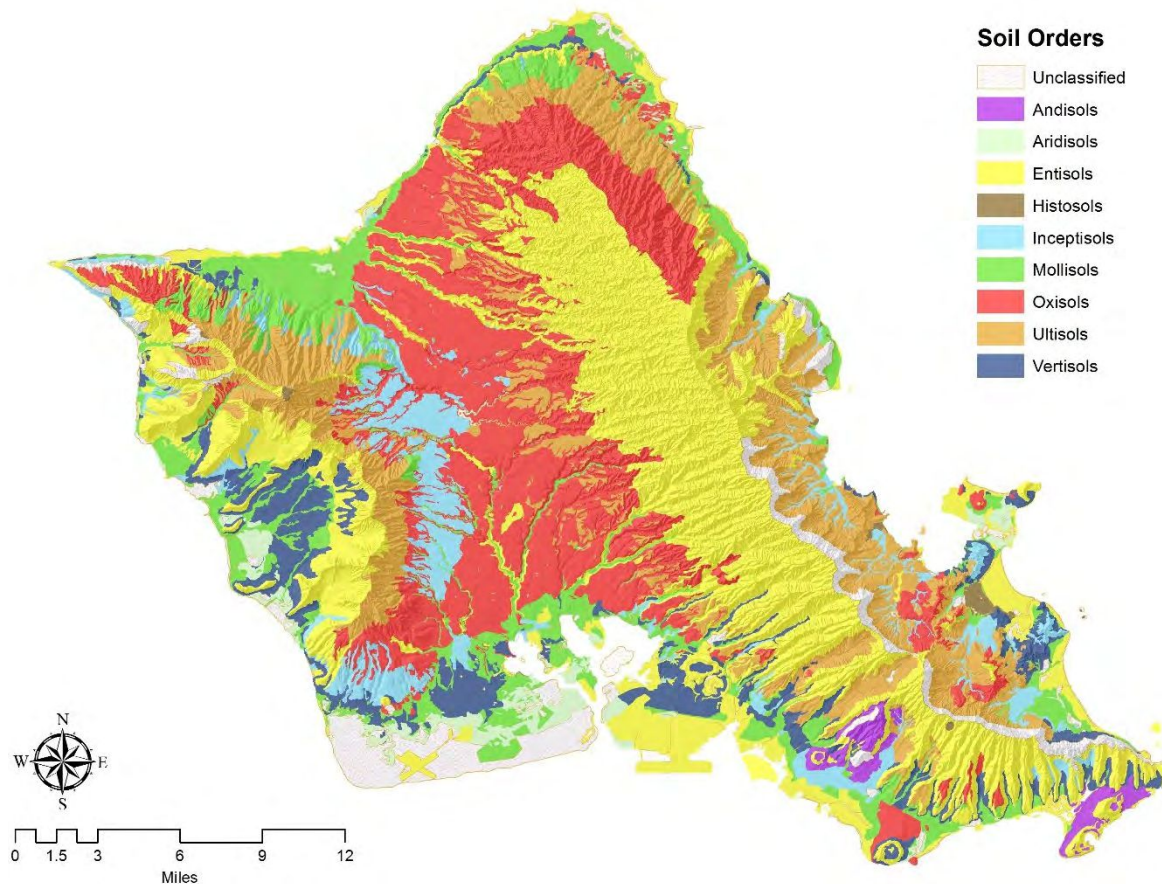 Soil Orders
Unclassified
Andisols
Aridisols
Entisols
Histosols
Inceptisols
Mollisols
Oxisols
Ultisols
Vertisols
N
W E
S
0 1.5 3 6 9 12
Miles